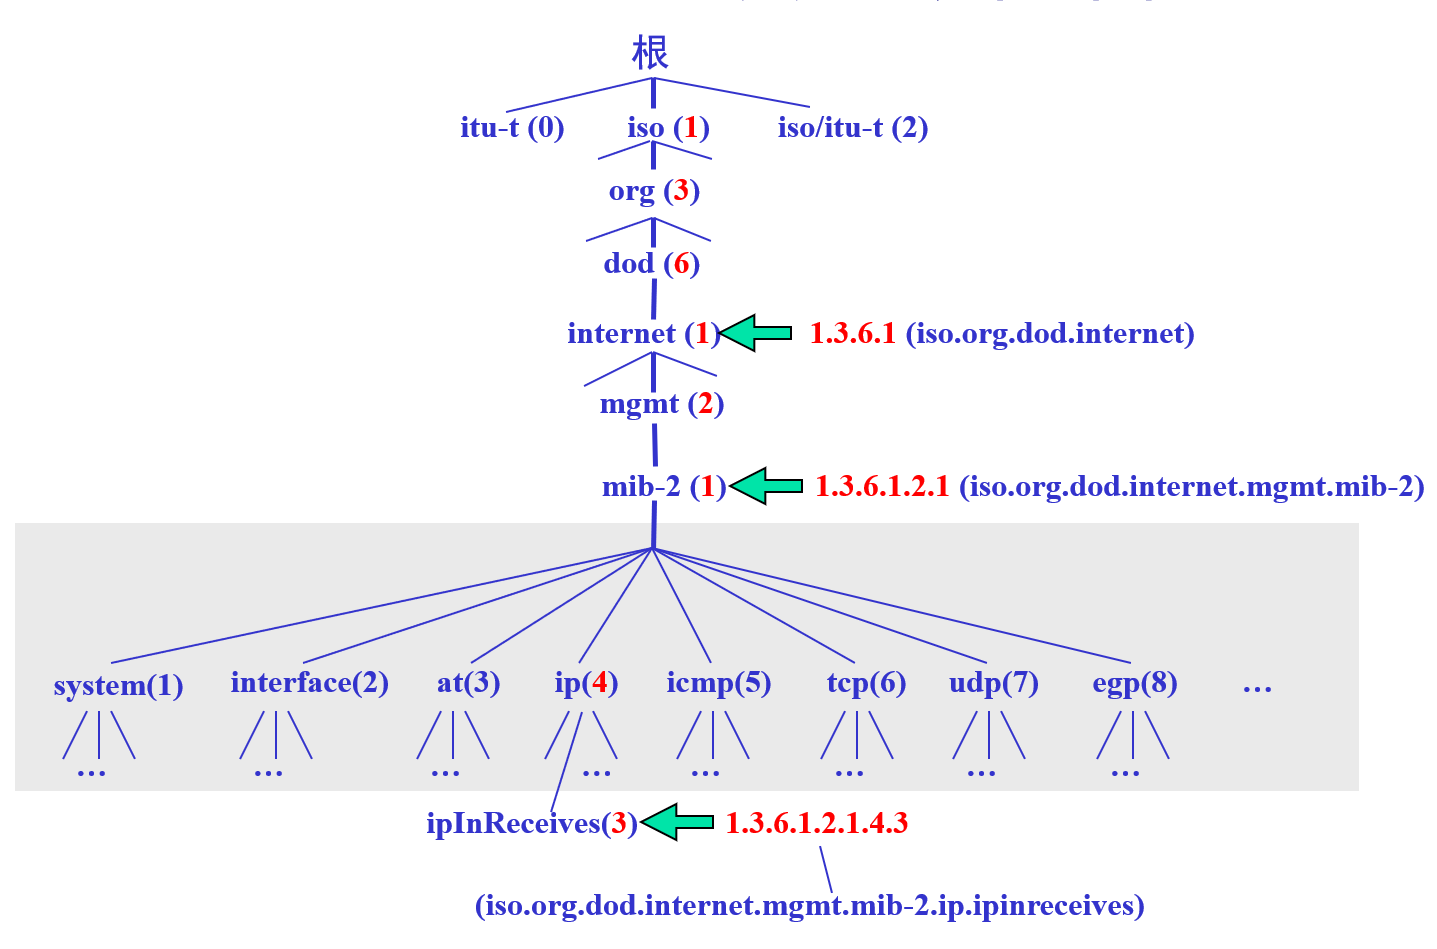 根
itu-t (0) iso (1) iso/itu-t (2)
org (3)
dod (6)
internet (1) 1.3.6.1 (iso.org.dod.internet)
mgmt (2)
mib-2 (1) 1.3.6.1.2.1 (iso.org.dod.internet.mgmt.mib-2)
system(1) interface(2) at(3) ip(4) icmp(5) tcp(6) udp(7) egp(8) …
… … … … … … … …
ipInReceives(3) 1.3.6.1.2.1.4.3
(iso.org.dod.internet.mgmt.mib-2.ip.ipinreceives)